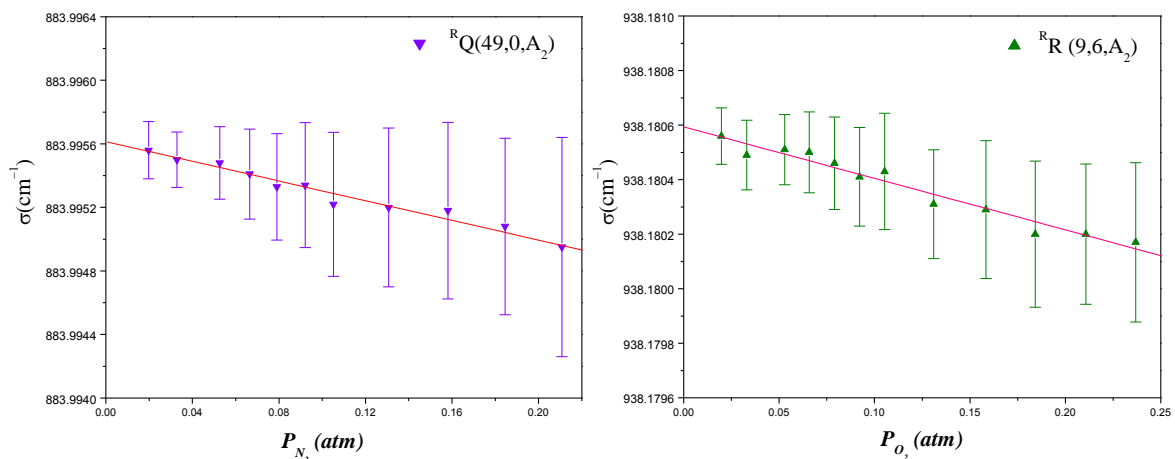 883.9964
883.9960
883.9956
883.9952
883.9948
883.9944
883.9940
σ(cm⁻¹)
ᴿQ(49,0,A₂)
0.00 0.04 0.08 0.12 0.16 0.20
P_N₂ (atm)
938.1810
938.1808
938.1806
938.1804
938.1802
938.1800
938.1798
938.1796
σ(cm⁻¹)
ᴿR (9,6,A₂)
0.00 0.05 0.10 0.15 0.20 0.25
P_O₂ (atm)